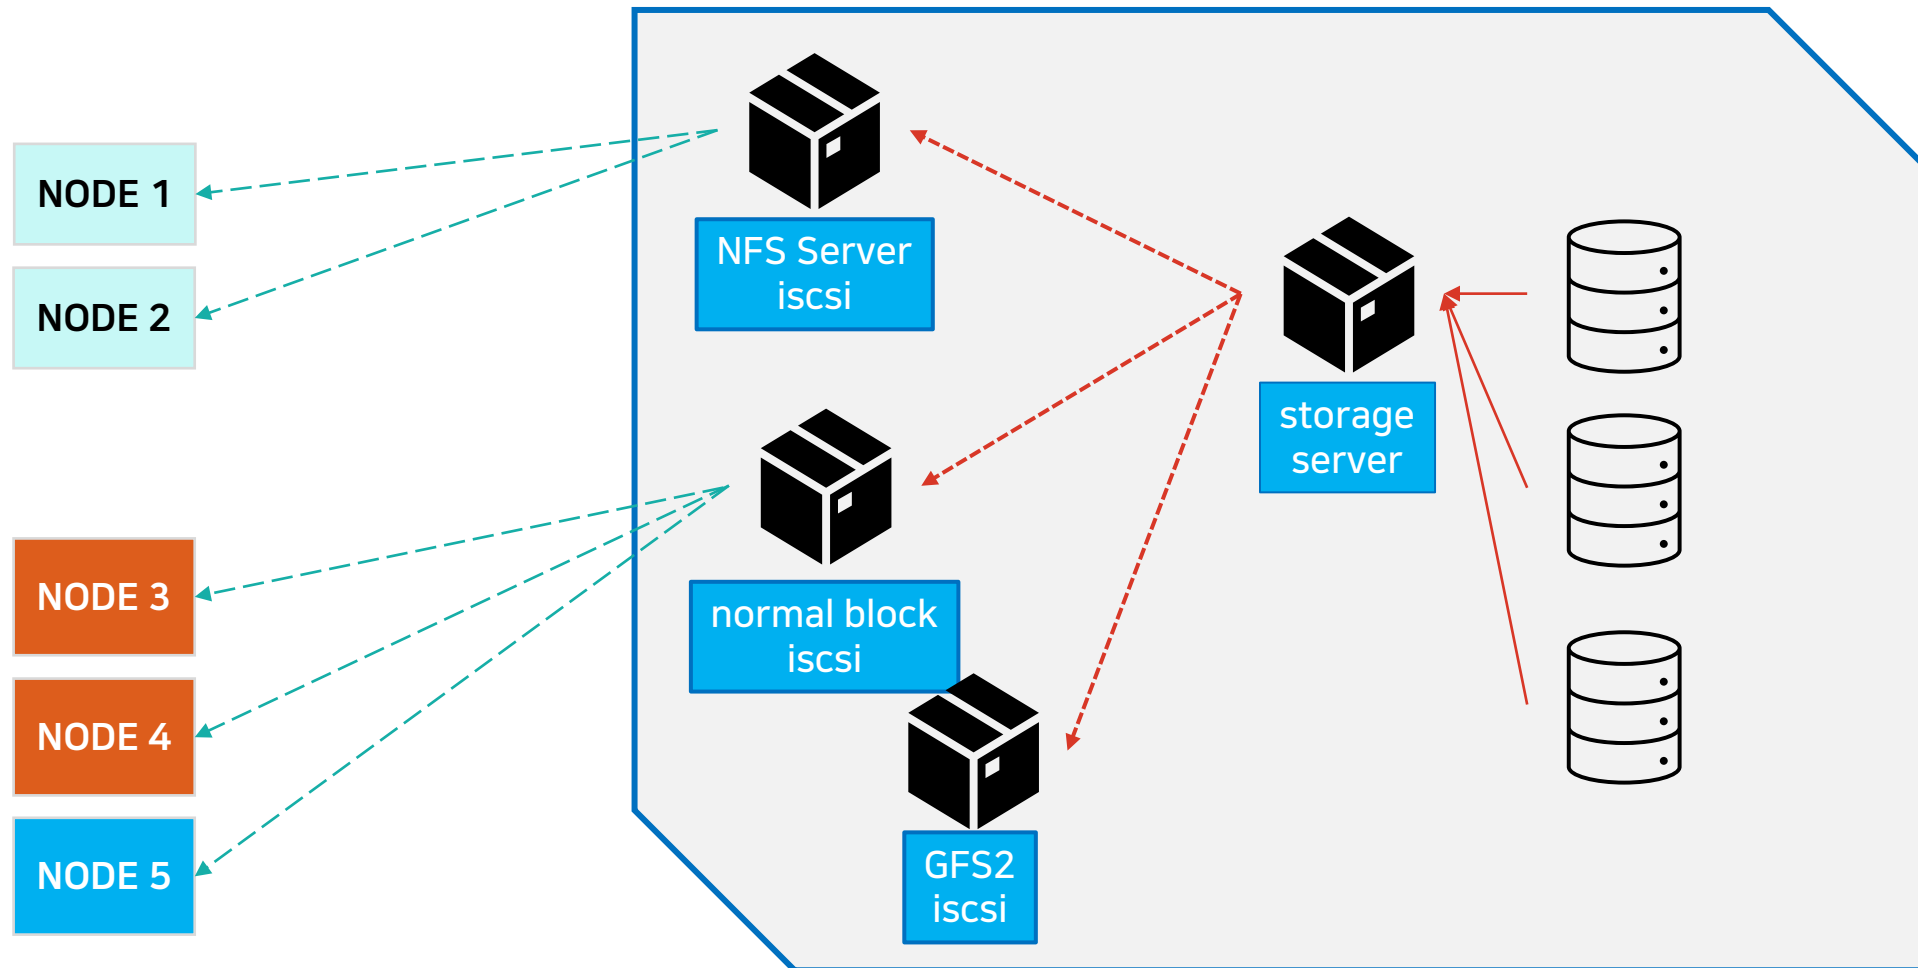 NODE 1
NODE 2
NODE 3
NODE 4
NODE 5
NFS Server
iscsi
normal block
iscsi
GFS2
iscsi
storage
server